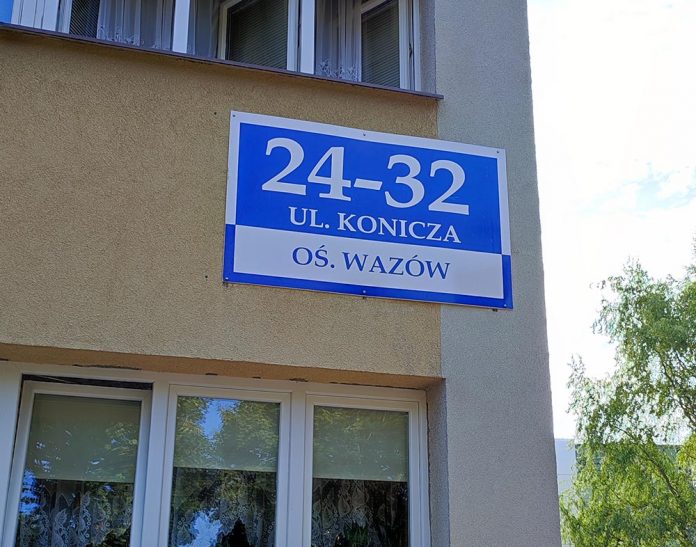 24-32
UL. KONICZA
OŚ. WAZÓW